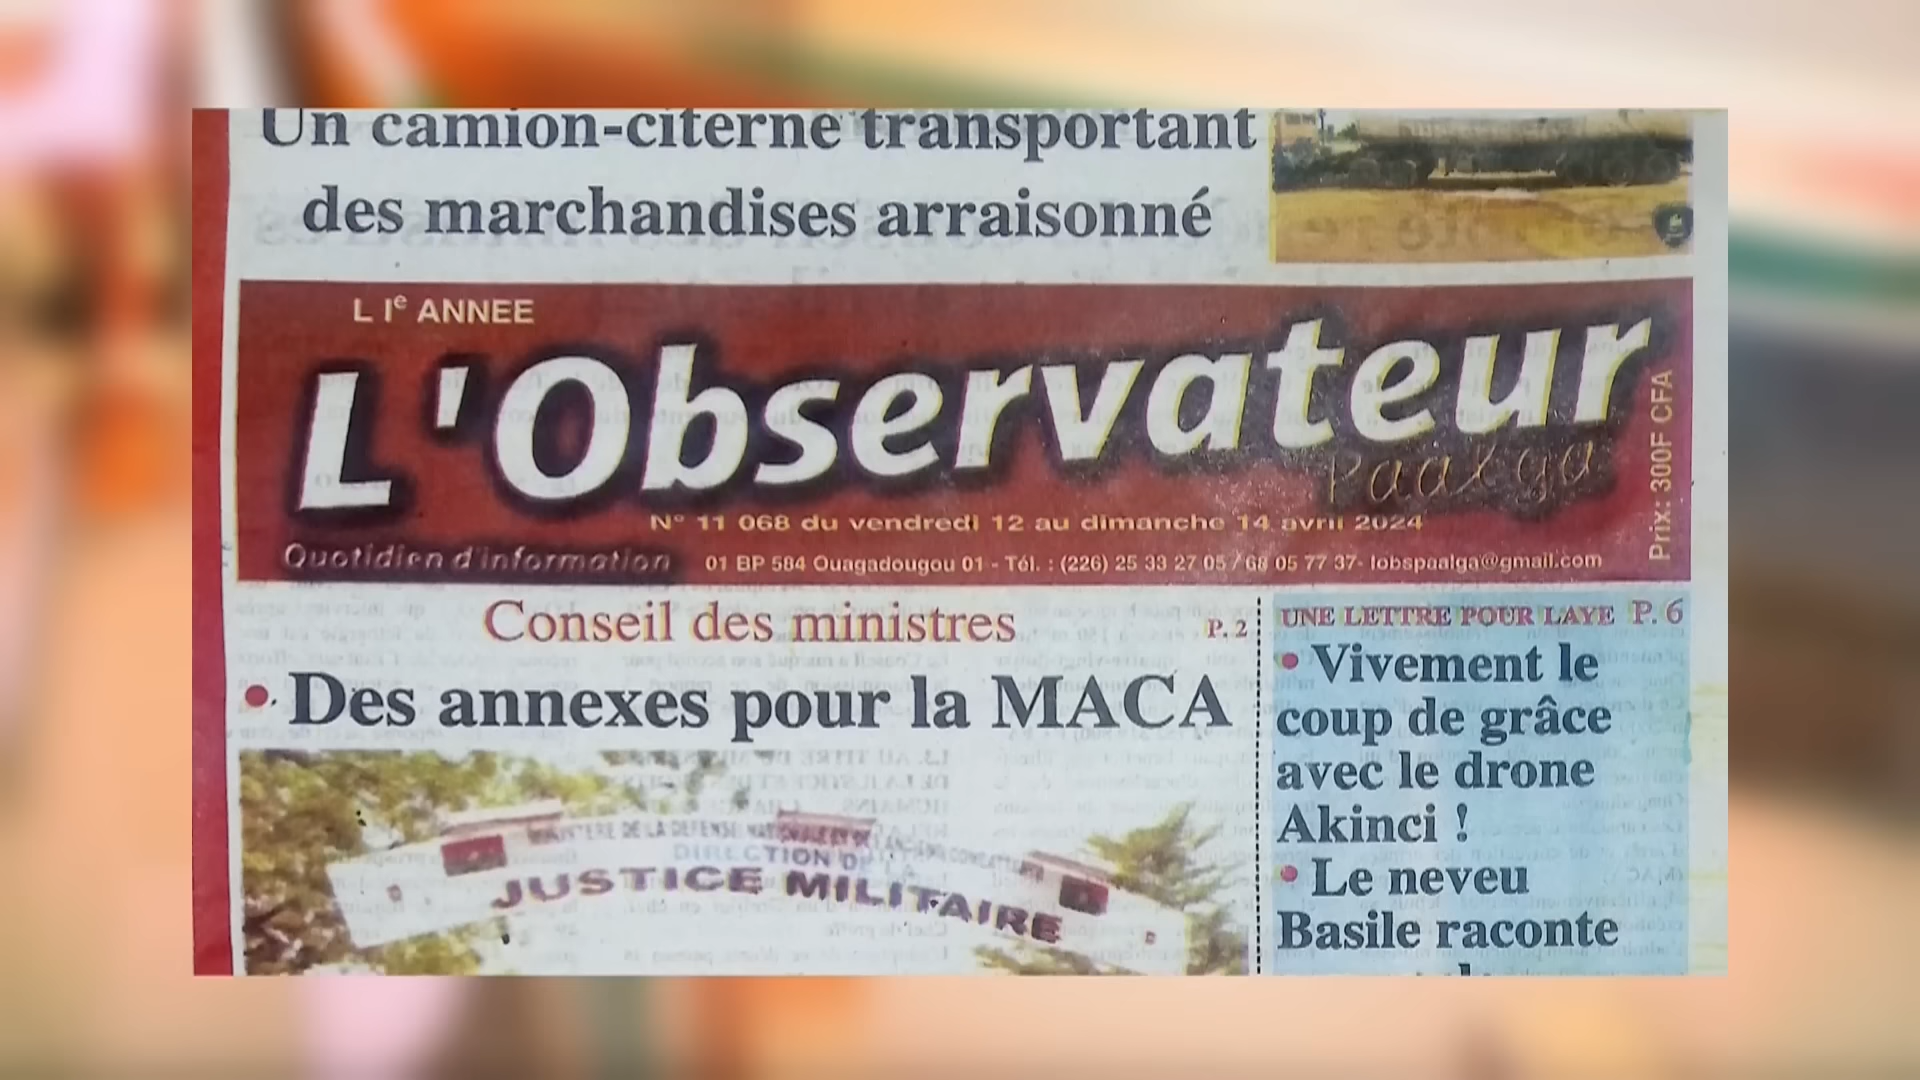 Un camion-citerne transportant
des marchandises arraisonné
L Ie ANNEE
L'Observateur
Paalga
Prix: 300F CFA
N° 11 068 du vendredi 12 au dimanche 14 avril 2024
Quotidien d'information
01 BP 584 Ouagadougou 01 - Tél. : (226) 25 33 27 05 / 68 05 77 37- lobspaalga@gmail.com
Conseil des ministres P. 2
• Des annexes pour la MACA
DIRECTION DE LA
JUSTICE MILITAIRE
UNE LETTRE POUR LAYE P. 6
• Vivement le
coup de grâce
avec le drone
Akinci !
• Le neveu
Basile raconte